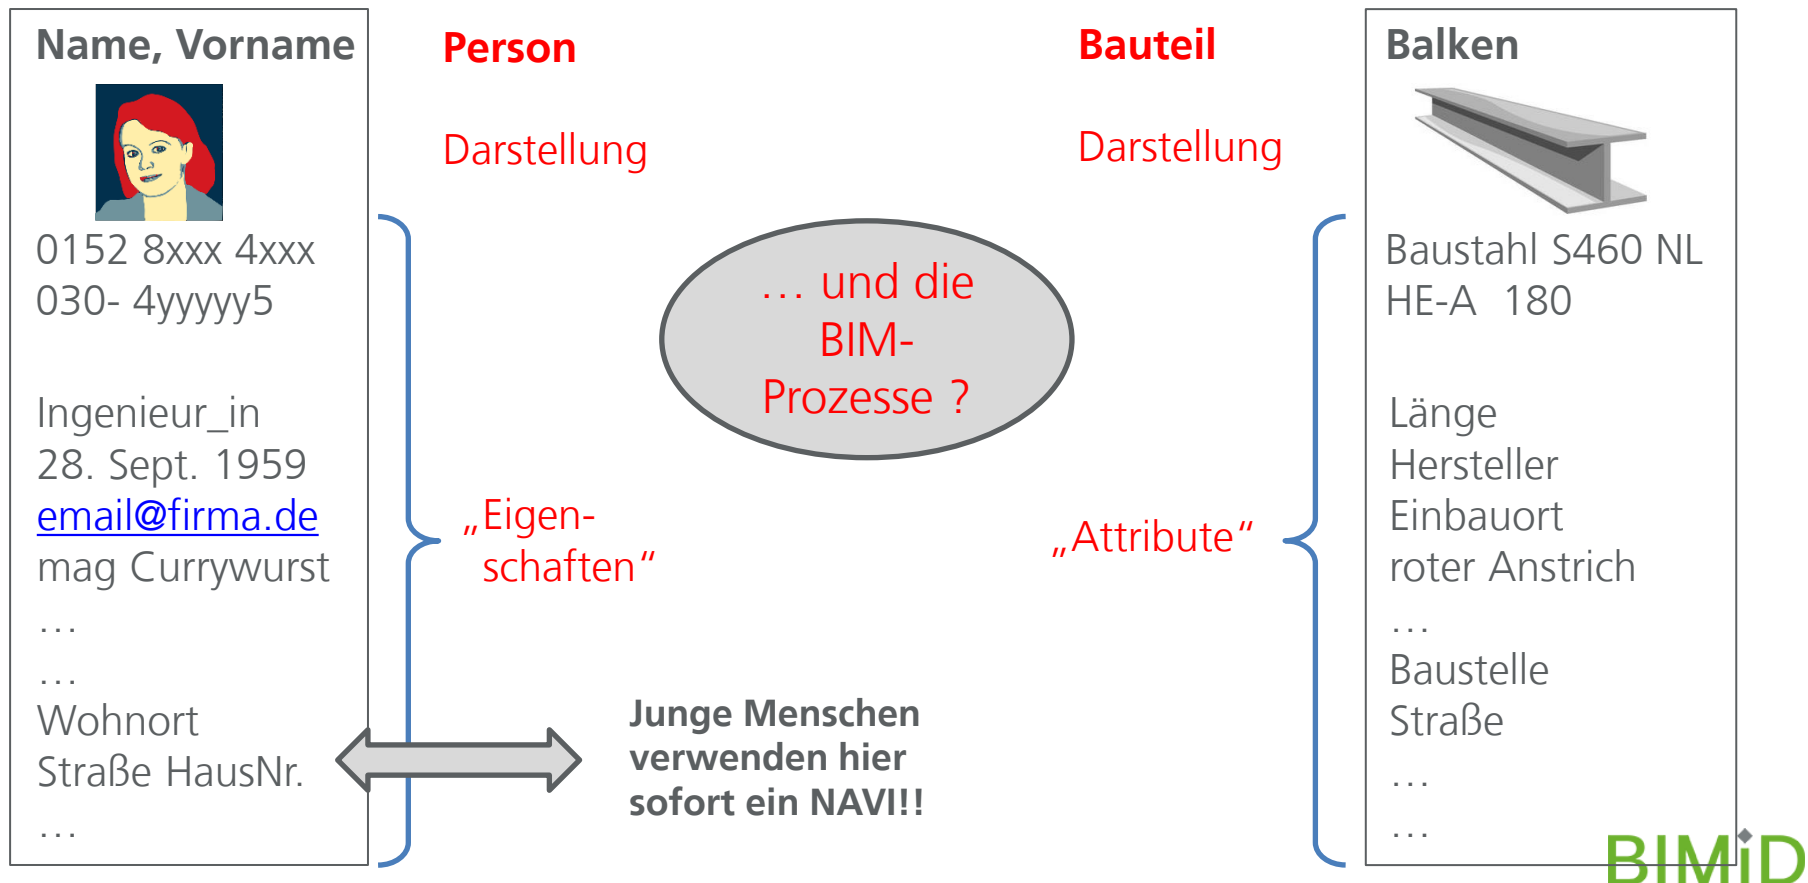 Name, Vorname
0152 8xxx 4xxx
030- 4yyyyy5
Ingenieur_in
28. Sept. 1959
email@firma.de
mag Currywurst
…
…
Wohnort
Straße HausNr.
…
Person
Darstellung
„Eigen-
schaften“
… und die
BIM-
Prozesse ?
Junge Menschen
verwenden hier
sofort ein NAVI!!
Bauteil
Darstellung
„Attribute“
Balken
Baustahl S460 NL
HE-A 180
Länge
Hersteller
Einbauort
roter Anstrich
…
Baustelle
Straße
…
…
BIMiD